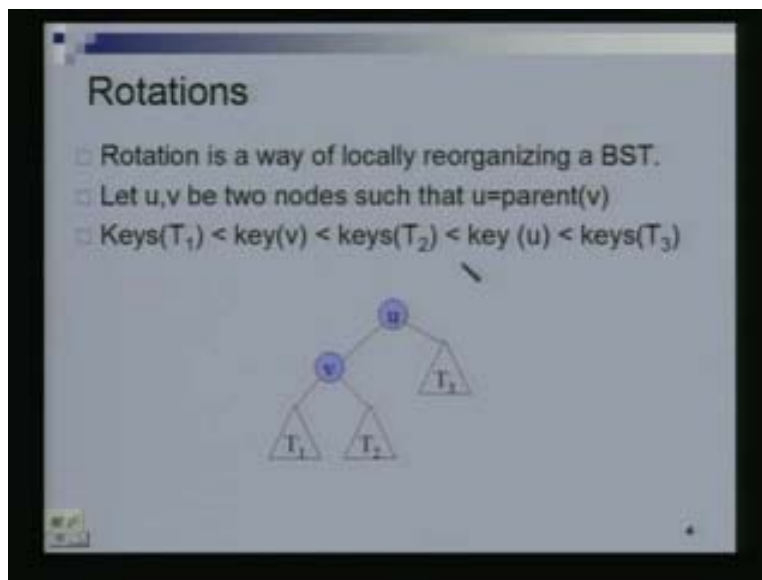 Rotations
Rotation is a way of locally reorganizing a BST.
Let u,v be two nodes such that u=parent(v)
Keys(T₁) < key(v) < keys(T₂) < key (u) < keys(T₃)
u
v
T₃
T₁ T₂